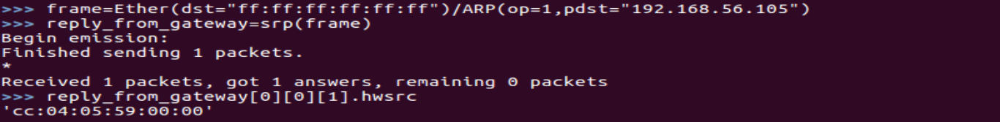 >>> frame=Ether(dst="ff:ff:ff:ff:ff:ff")/ARP(op=1,pdst="192.168.56.105")
>>> reply_from_gateway=srp(frame)
Begin emission:
Finished sending 1 packets.
*
Received 1 packets, got 1 answers, remaining 0 packets
>>> reply_from_gateway[0][0][1].hwsrc
'cc:04:05:59:00:00'